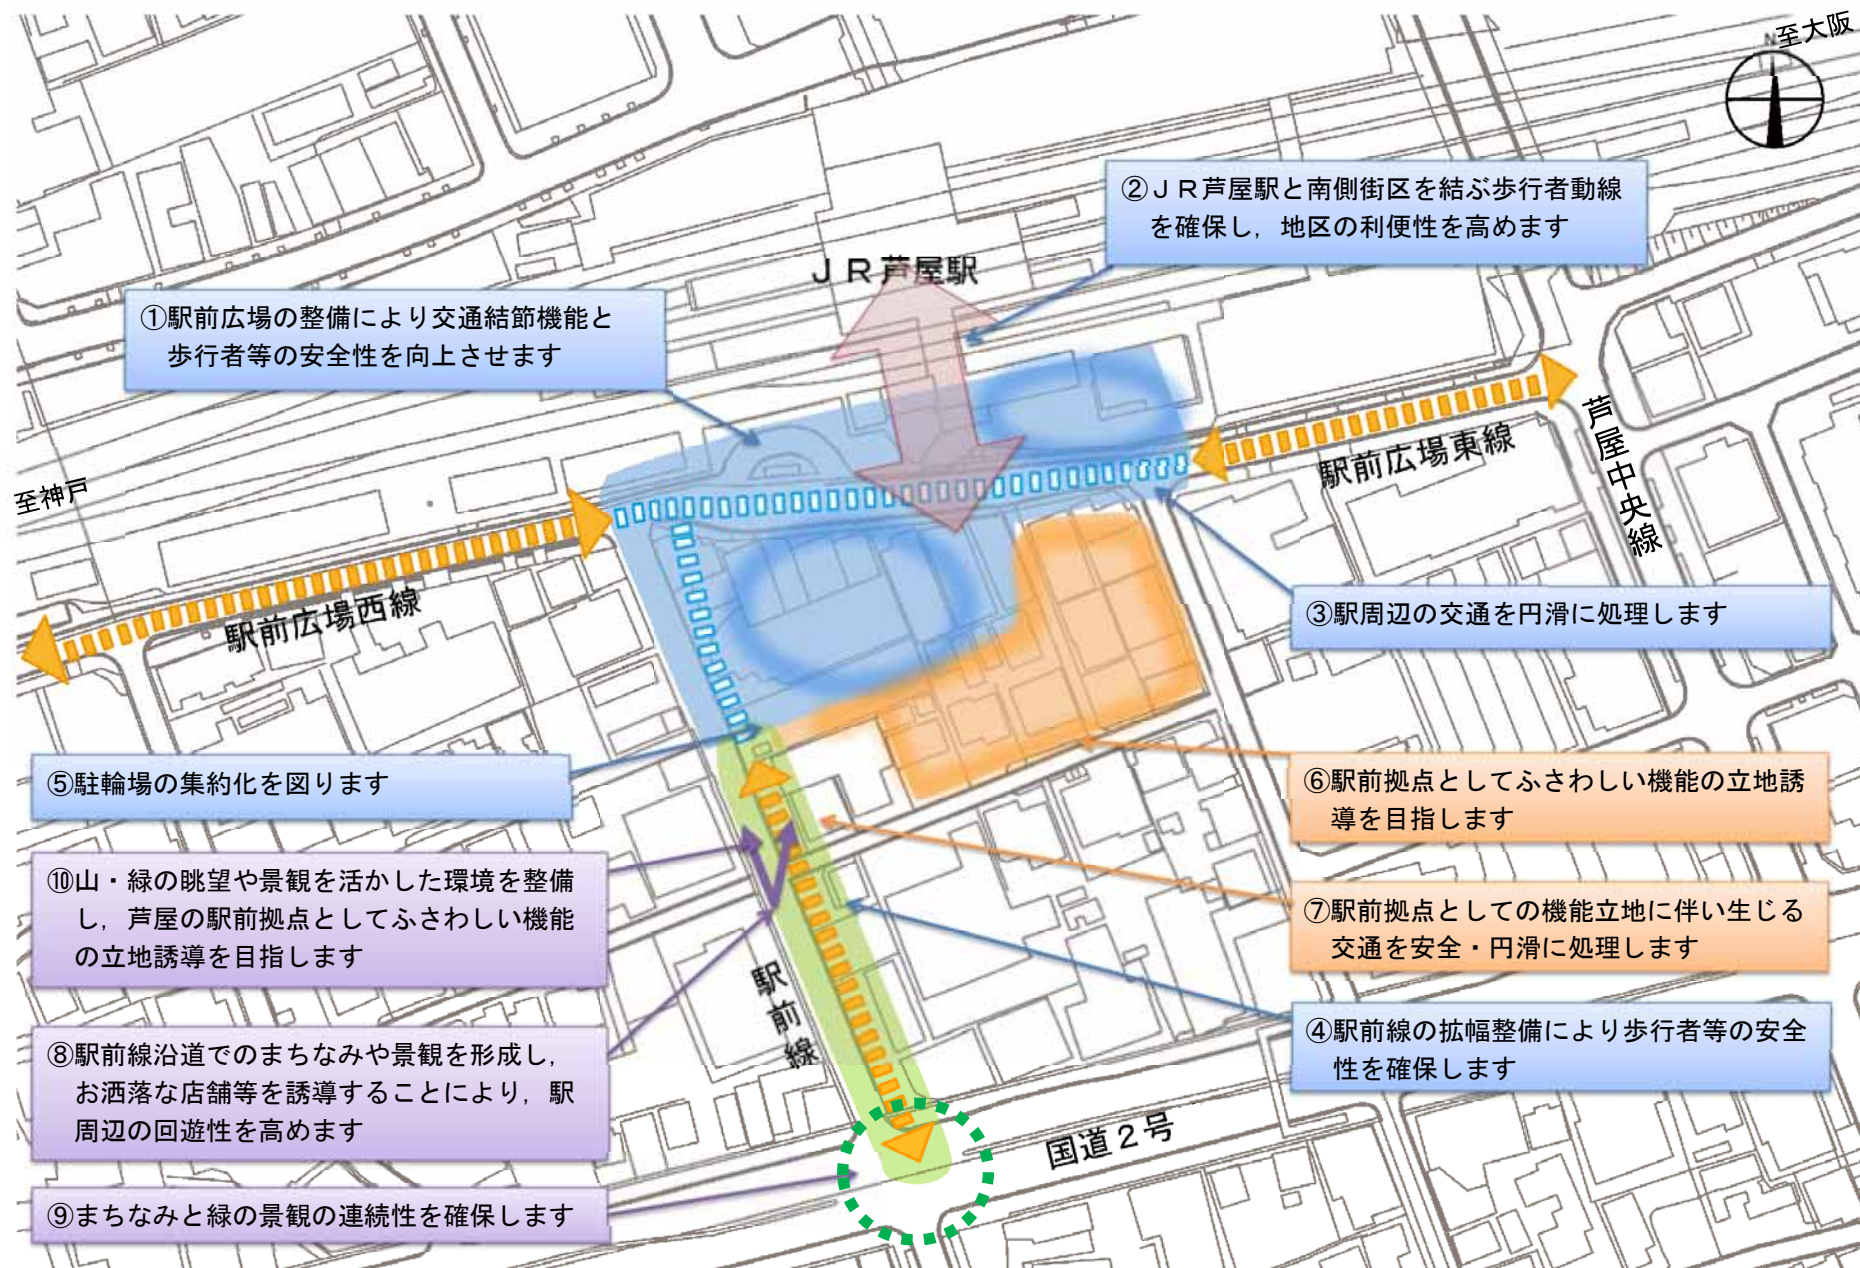 至大阪
N
②ＪＲ芦屋駅と南側街区を結ぶ歩行者動線
を確保し，地区の利便性を高めます
ＪＲ芦屋駅
①駅前広場の整備により交通結節機能と
歩行者等の安全性を向上させます
芦屋中央線
駅前広場東線
至神戸
駅前広場西線
③駅周辺の交通を円滑に処理します
⑤駐輪場の集約化を図ります
⑥駅前拠点としてふさわしい機能の立地誘
導を目指します
⑩山・緑の眺望や景観を活かした環境を整備
し，芦屋の駅前拠点としてふさわしい機能
の立地誘導を目指します
⑦駅前拠点としての機能立地に伴い生じる
交通を安全・円滑に処理します
駅前線
④駅前線の拡幅整備により歩行者等の安全
性を確保します
⑧駅前線沿道でのまちなみや景観を形成し，
お洒落な店舗等を誘導することにより，駅
周辺の回遊性を高めます
国道２号
⑨まちなみと緑の景観の連続性を確保します